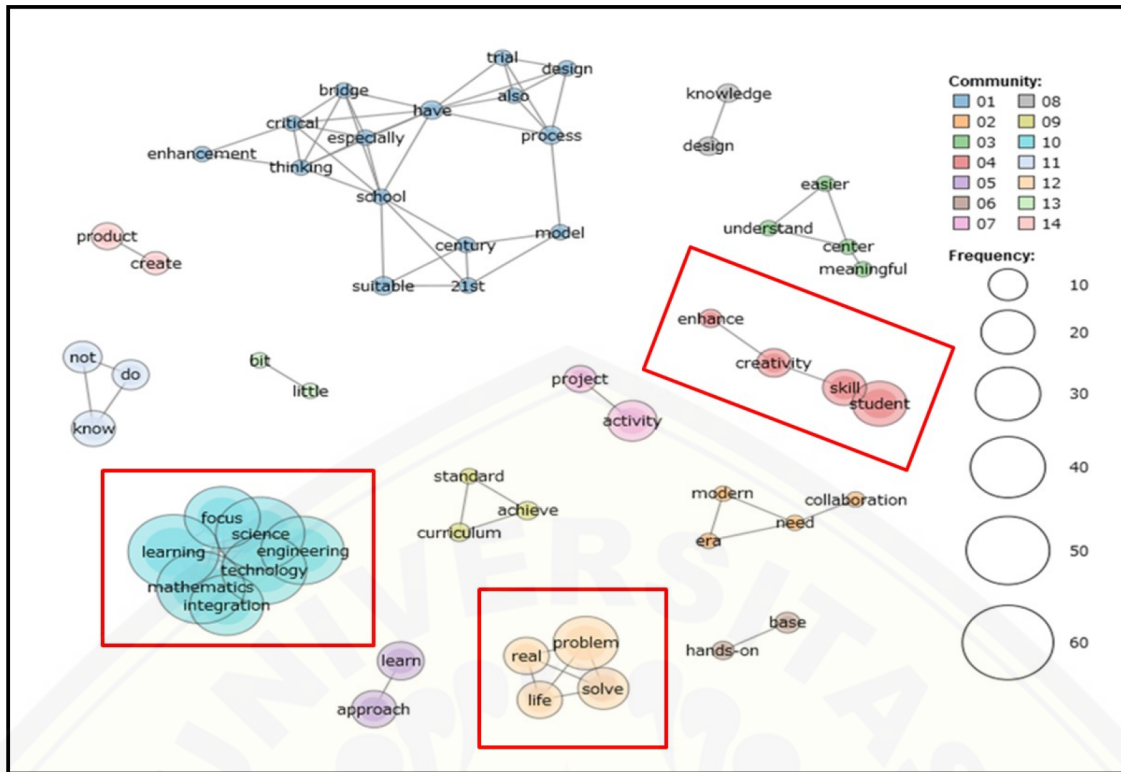 trial
design
bridge
also
have
critical
especially
process
enhancement
thinking
school
century
model
suitable
21st
knowledge
design
easier
understand
center
meaningful
product
create
enhance
creativity
skill
student
not
do
know
bit
little
project
activity
focus
science
learning
engineering
technology
mathematics
integration
standard
achieve
curriculum
modern
collaboration
need
era
base
hands-on
learn
approach
problem
real
life
solve
Community:
01 08
02 09
03 10
04 11
05 12
06 13
07 14
Frequency:
10
20
30
40
50
60
UNIVERSITAS